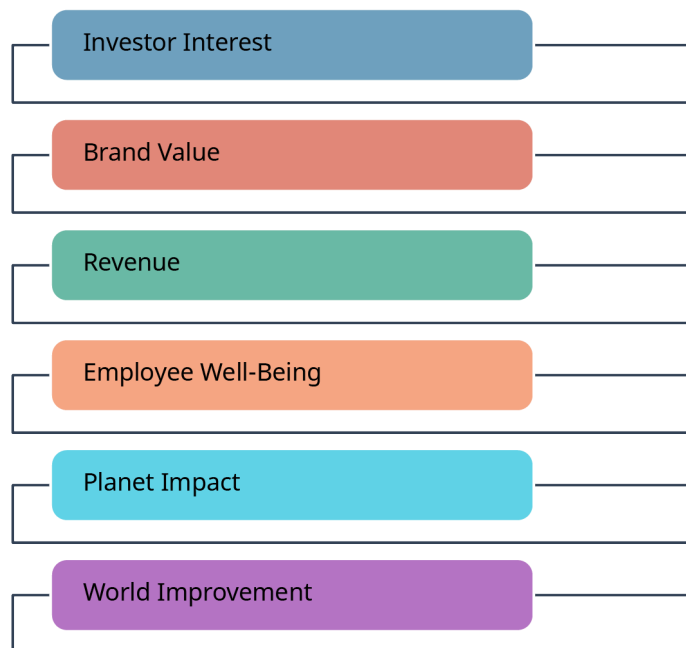 Investor Interest
Brand Value
Revenue
Employee Well-Being
Planet Impact
World Improvement